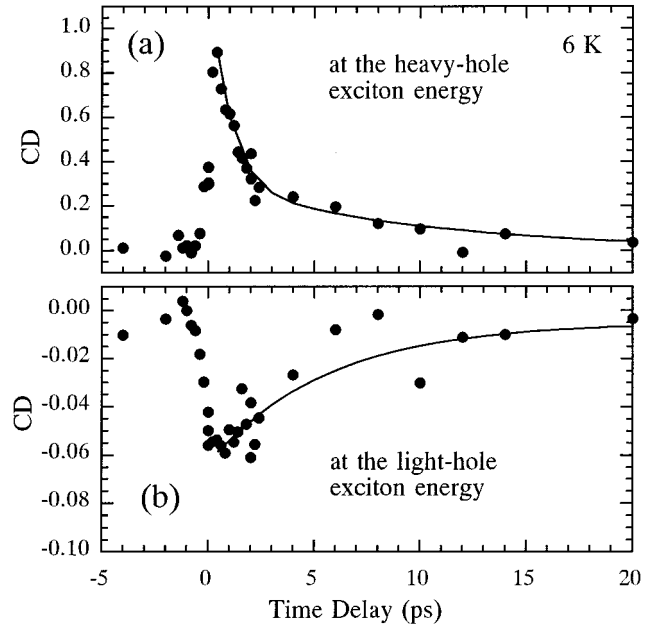 (a)
6 K
at the heavy-hole
exciton energy
CD
1.0
0.8
0.6
0.4
0.2
0.0
0.00
-0.02
-0.04
-0.06
-0.08
-0.10
CD
(b)
at the light-hole
exciton energy
-5
0
5
10
15
20
Time Delay (ps)